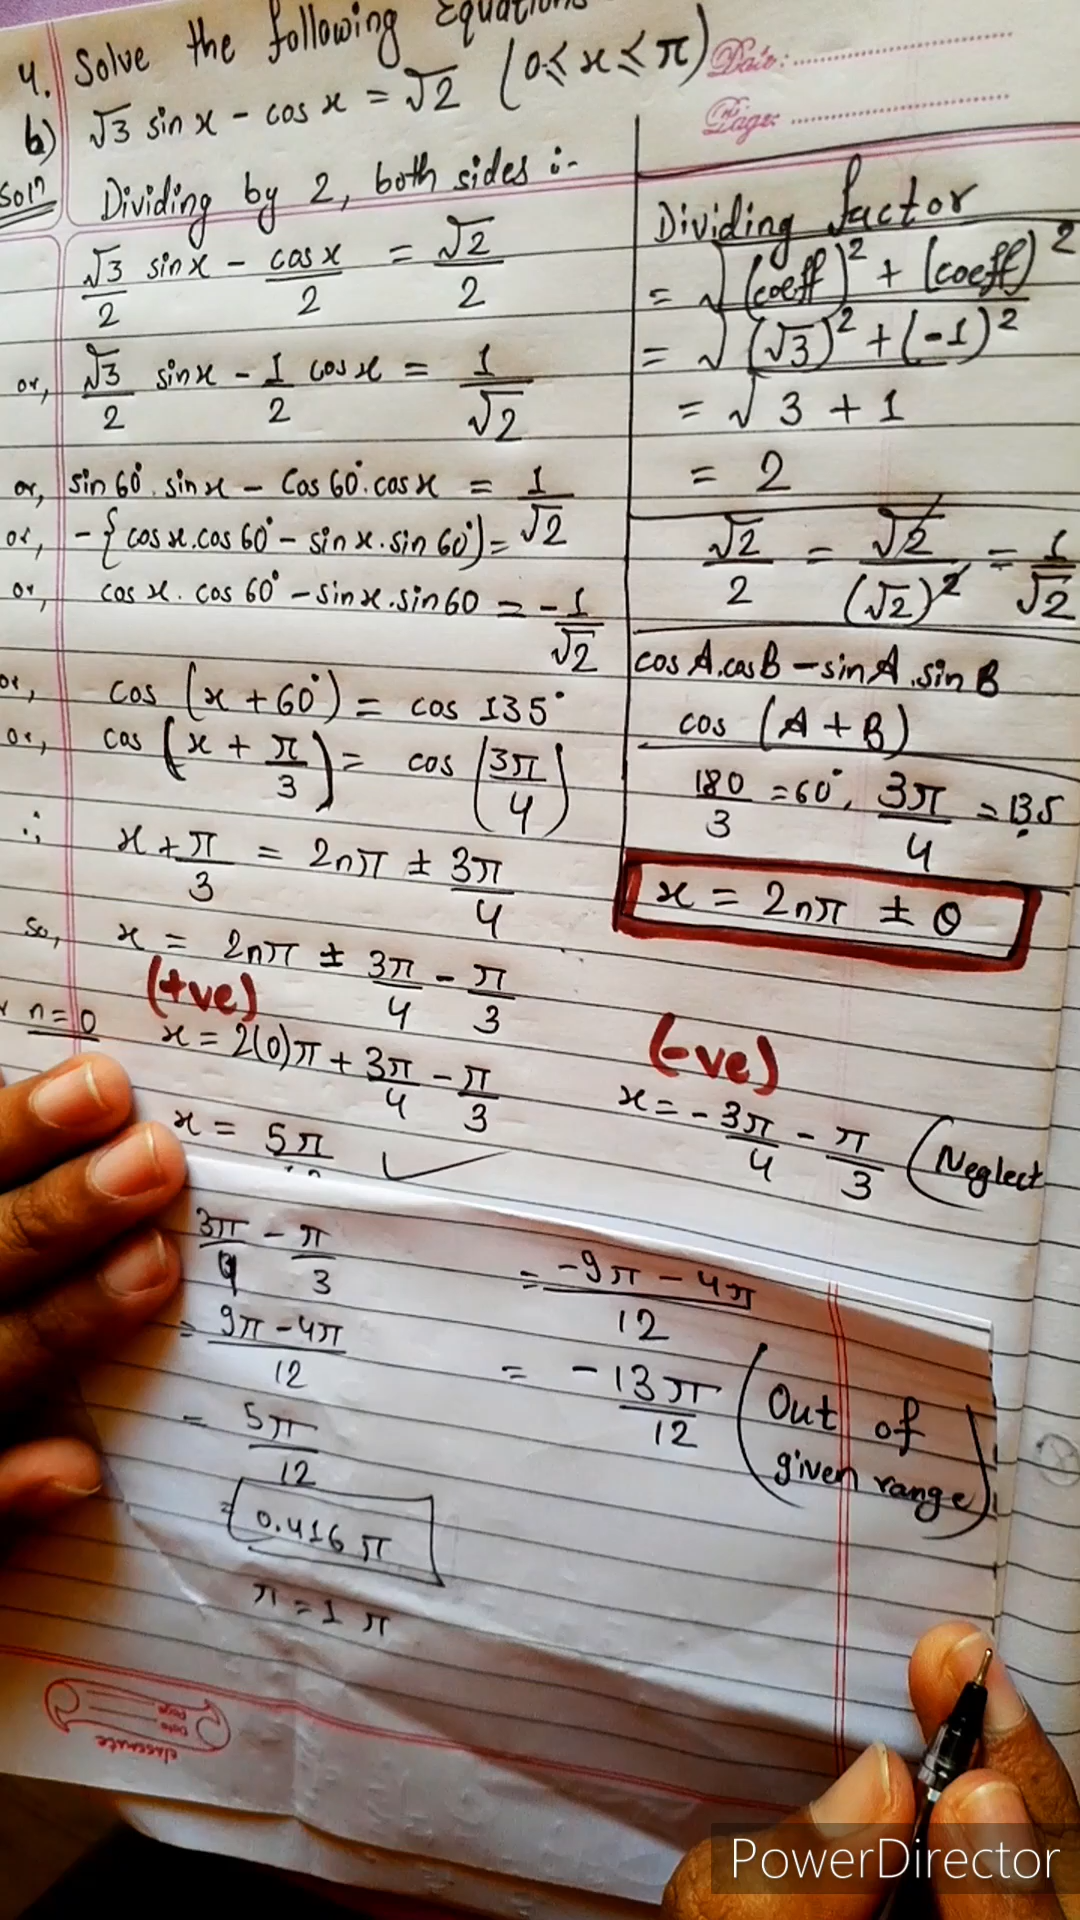 4. Solve the following Equations
b) √3 sin x - cos x = √2 (0 ≤ x ≤ π)
Date: ..........
Page: ..........
Solⁿ Dividing by 2, both sides :-
√3/2 sin x - cos x/2 = √2/2
or, √3/2 sin x - 1/2 cos x = 1/√2
or, sin 60°. sin x - Cos 60°. cos x = 1/√2
or, -{cos x. cos 60° - sin x. sin 60°} = 1/√2
or, cos x. cos 60° - sin x. sin 60 = -1/√2
or, cos (x + 60°) = cos 135°
or, cos (x + π/3) = cos (3π/4)
∴ x + π/3 = 2nπ ± 3π/4
so, x = 2nπ ± 3π/4 - π/3
Dividing factor
= √(coeff)² + (coeff)²
= √(√3)² + (-1)²
= √3 + 1
= 2
√2/2 = √2/(√2)² = 1/√2
cos A. cos B - sin A. sin B
cos (A + B)
180/3 = 60°, 3π/4 = 135
x = 2nπ ± θ
(+ve)
n = 0 x = 2(0)π + 3π/4 - π/3
x = 5π
(-ve)
x = -3π/4 - π/3 (Neglect
3π/4 - π/3
= 9π - 4π/12
= 5π/12
= 0.416 π
π = 1 π
= -9π - 4π/12
= -13π/12 (Out of
given range)
classmate
Date
Page
PowerDirector